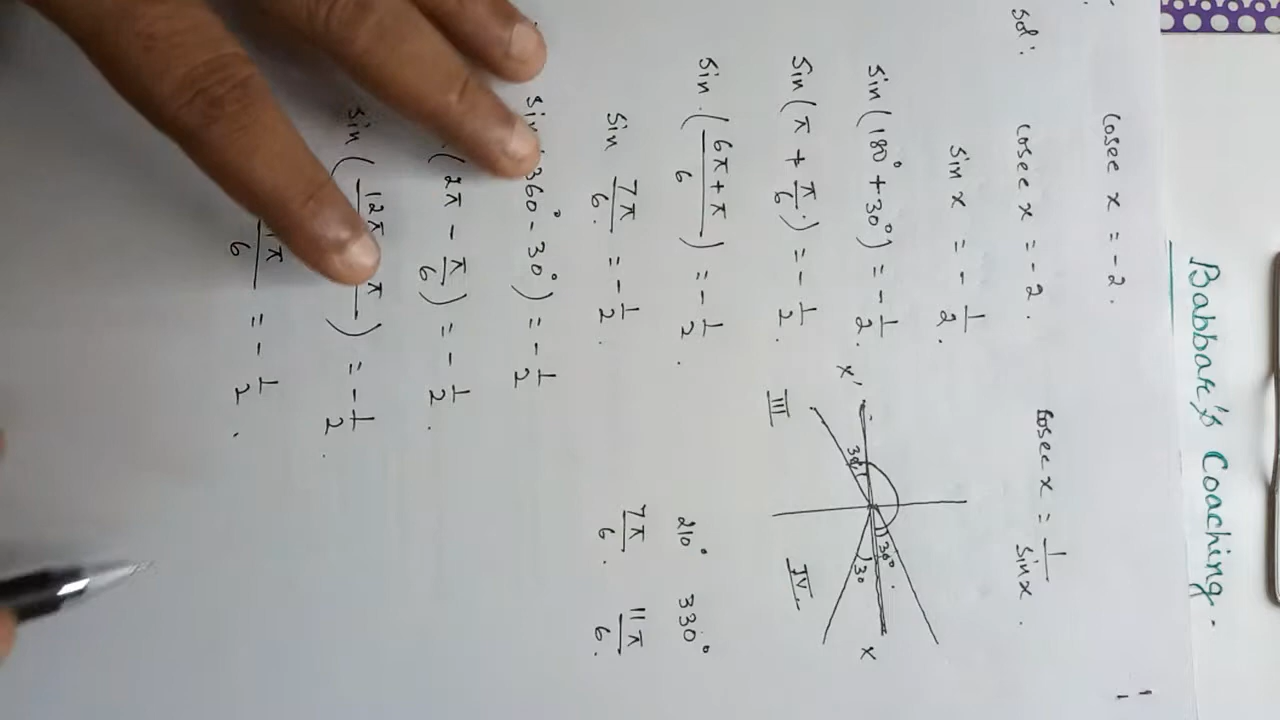 Babbar's Coaching.
cosec x = -2.
Sol: cosec x = -2.
cosec x = 1/sin x.
sin x = -1/2.
sin (180° + 30°) = -1/2.
sin (π + π/6.) = -1/2.
sin. (6π + π/6) = -1/2.
sin 7π/6. = -1/2.
360° - 30°) = -1/2
(2π - π/6) = -1/2.
sin (12π π/) = -1/2.
π/6 = -1/2.
x'
30°
30°.
30
x
III
IV
210° 330°
7π/6. 11π/6.